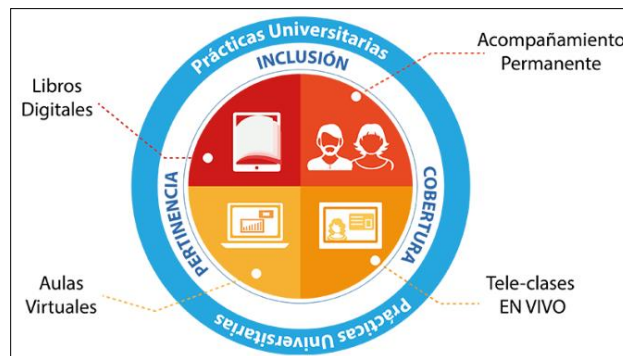 Prácticas Universitarias
INCLUSIÓN
Acompañamiento
Permanente
Libros
Digitales
PERTINENCIA
COBERTURA
Aulas
Virtuales
Tele-clases
EN VIVO
Prácticas Universitarias